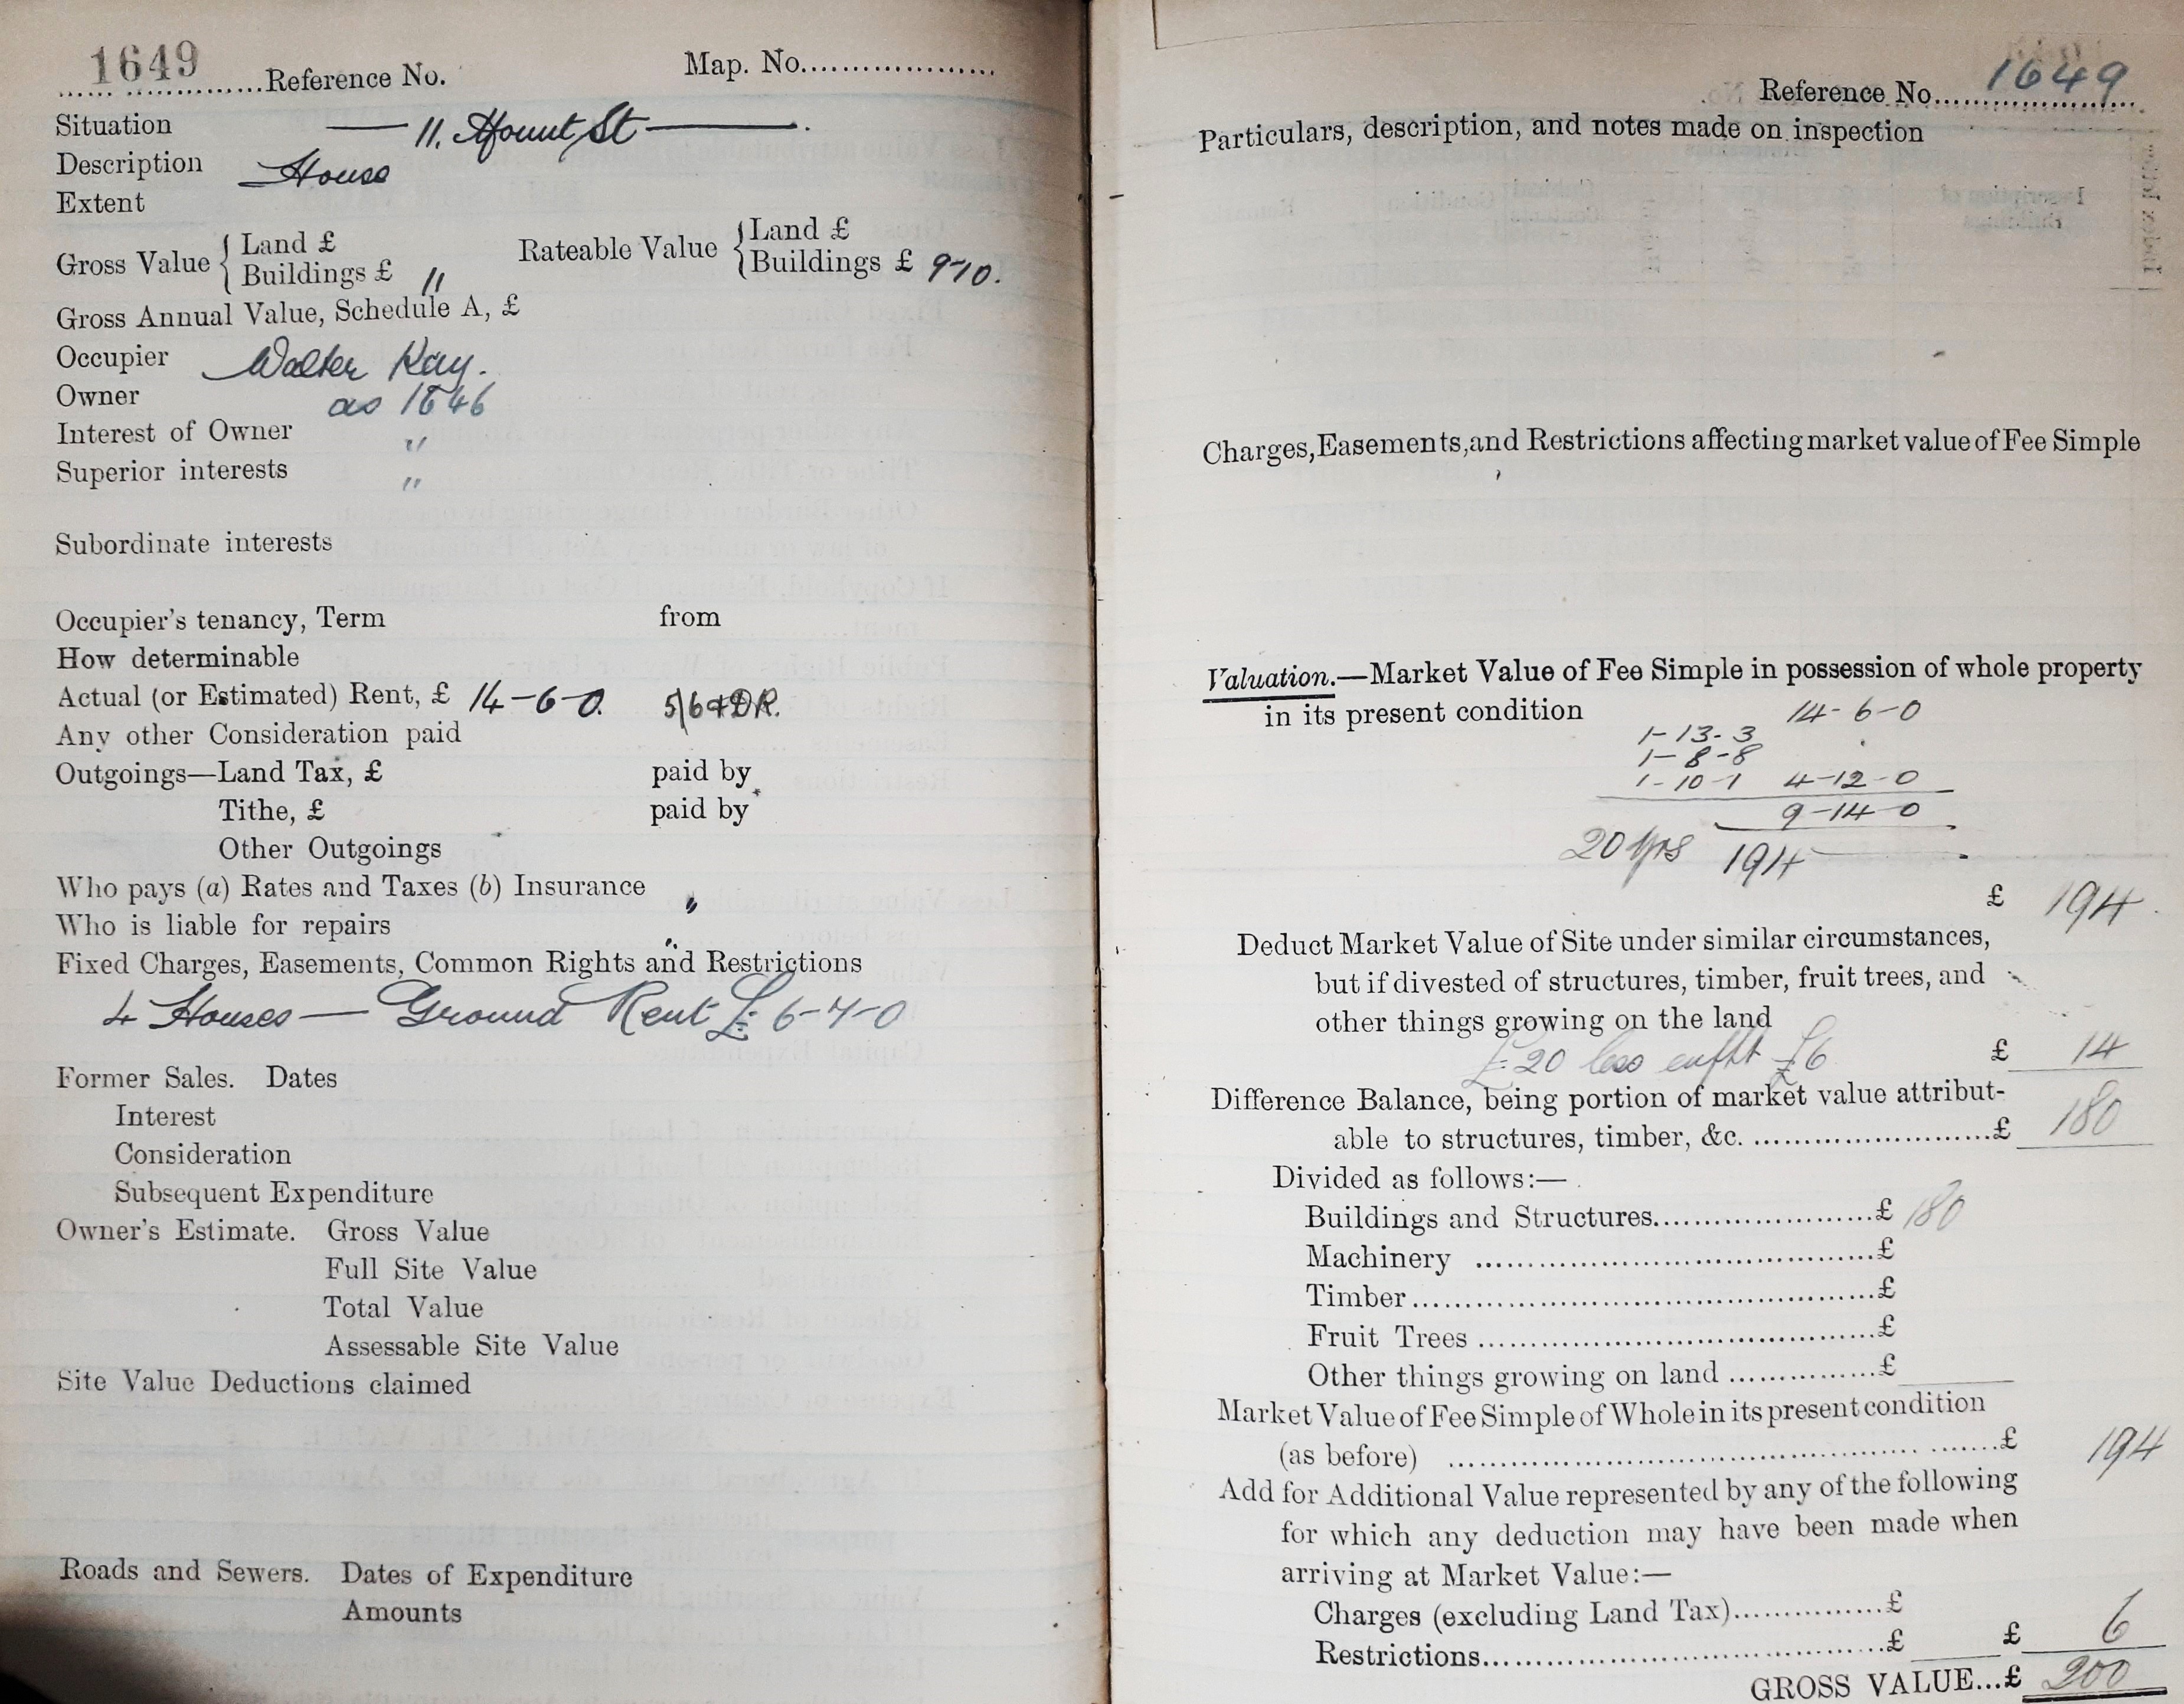 1649 Reference No. Map. No.
Situation — 11. Mount St —.
Description House
Extent
Gross Value { Land £
Buildings £ 11
Rateable Value { Land £
Buildings £ 9-10.
Gross Annual Value, Schedule A, £
Occupier Walter Kay.
Owner as 1646
Interest of Owner "
Superior interests "
Subordinate interests
Occupier's tenancy, Term from
How determinable
Actual (or Estimated) Rent, £ 14-6-0. 5/6 + DR.
Any other Consideration paid
Outgoings—Land Tax, £ paid by
Tithe, £ paid by
Other Outgoings
Who pays (a) Rates and Taxes (b) Insurance "
Who is liable for repairs "
Fixed Charges, Easements, Common Rights and Restrictions
4 Houses — Ground Rent £6-7-0
Former Sales. Dates
Interest
Consideration
Subsequent Expenditure
Owner's Estimate. Gross Value
Full Site Value
Total Value
Assessable Site Value
Site Value Deductions claimed
Roads and Sewers. Dates of Expenditure
Amounts
Reference No. 1649
Particulars, description, and notes made on inspection
Charges, Easements, and Restrictions affecting market value of Fee Simple
Valuation.—Market Value of Fee Simple in possession of whole property
in its present condition 14-6-0
1-13-3
1-8-8
1-10-1 4-12-0
9-14-0
20 yrs 194
£ 194.
Deduct Market Value of Site under similar circumstances,
but if divested of structures, timber, fruit trees, and
other things growing on the land
£20 less £6 £ 14
Difference Balance, being portion of market value attribut-
able to structures, timber, &c. £ 180
Divided as follows:—
Buildings and Structures £ 180
Machinery £
Timber £
Fruit Trees £
Other things growing on land £
Market Value of Fee Simple of Whole in its present condition
(as before) £ 194
Add for Additional Value represented by any of the following
for which any deduction may have been made when
arriving at Market Value:—
Charges (excluding Land Tax) £
Restrictions £ £ 6
GROSS VALUE...£ 200